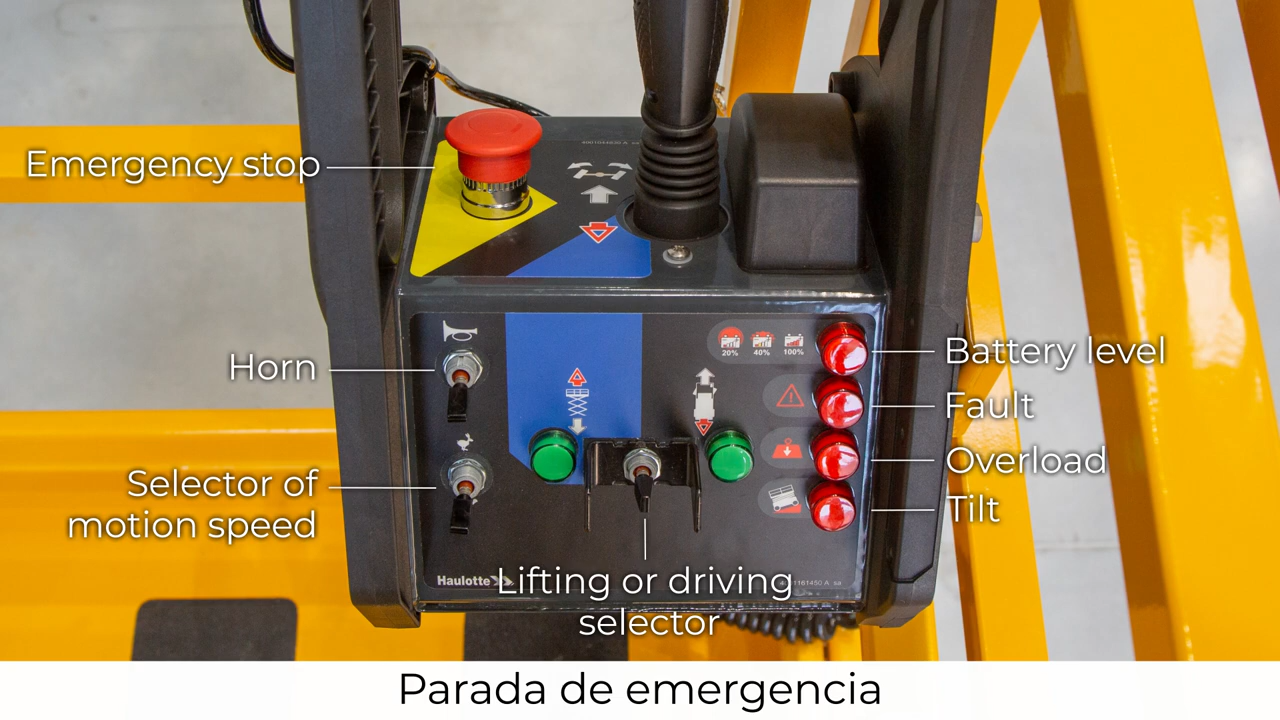 Emergency stop
Horn
20% 40% 100%
Battery level
Fault
Overload
Tilt
Selector of
motion speed
Haulotte
Lifting or driving
selector
Parada de emergencia